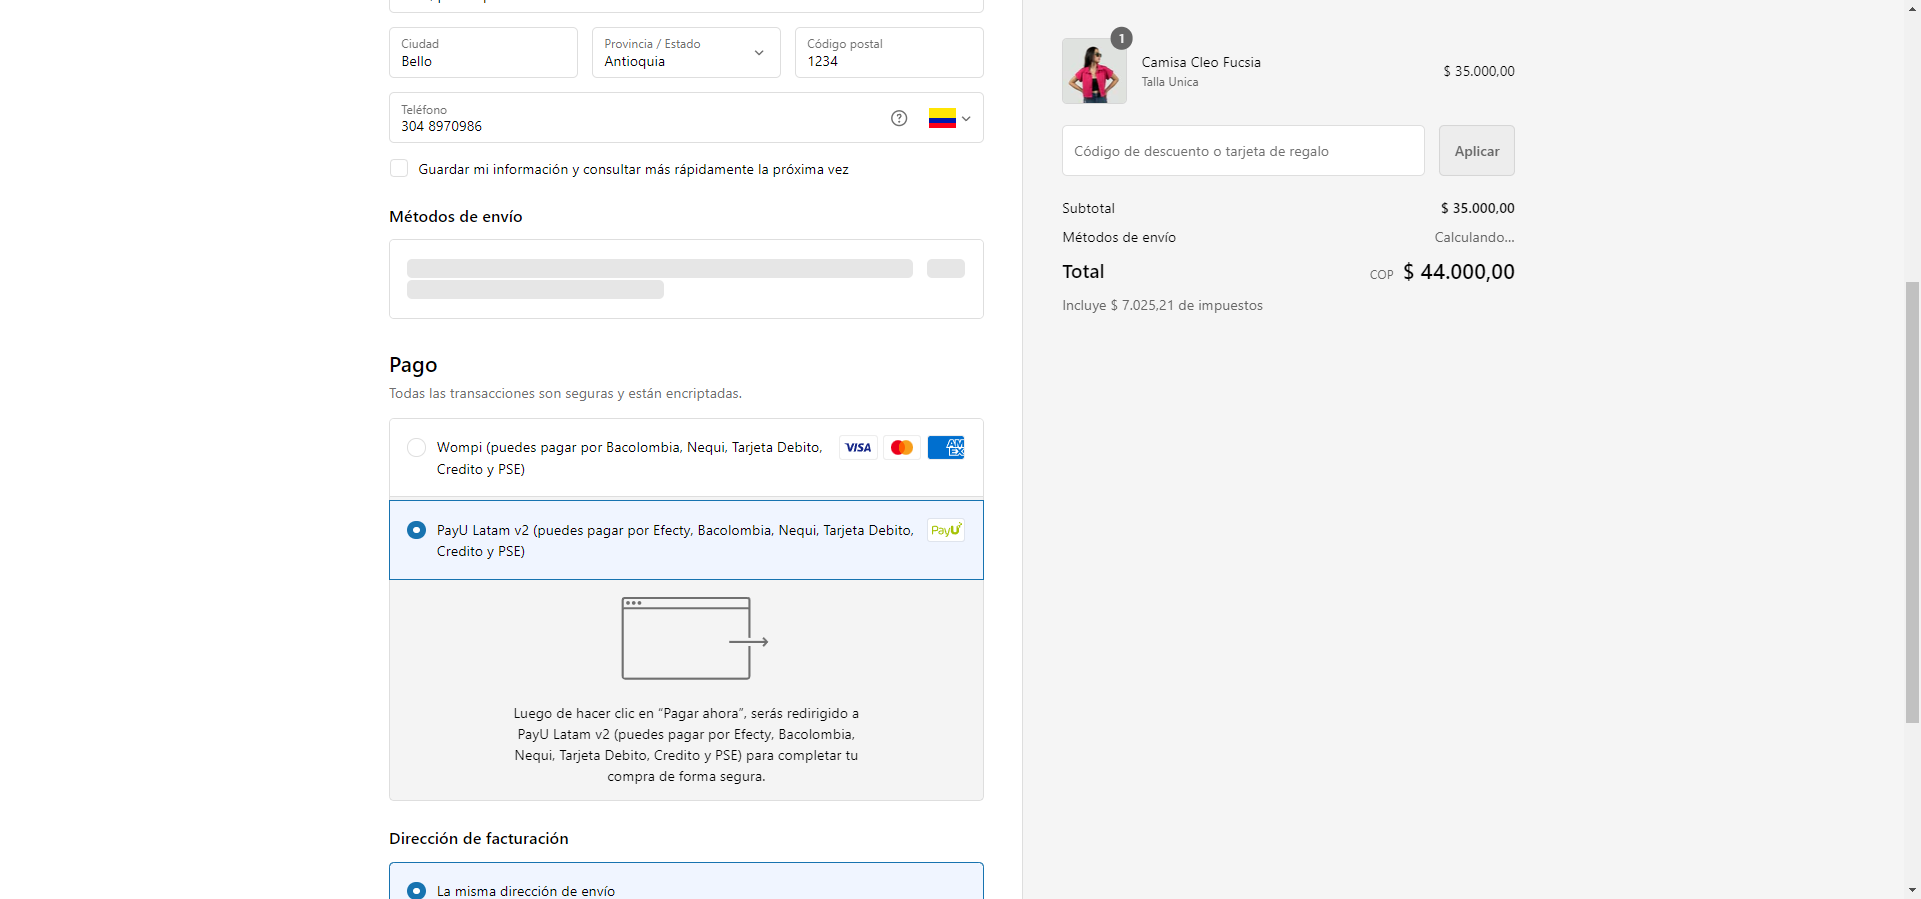 Ciudad
Bello
Provincia / Estado
Antioquia
Código postal
1234
Teléfono
304 8970986
Guardar mi información y consultar más rápidamente la próxima vez
Métodos de envío
Pago
Todas las transacciones son seguras y están encriptadas.
Wompi (puedes pagar por Bacolombia, Nequi, Tarjeta Debito,
Credito y PSE)
VISA
AM
EX
PayU Latam v2 (puedes pagar por Efecty, Bacolombia, Nequi, Tarjeta Debito,
Credito y PSE)
PayU
Luego de hacer clic en “Pagar ahora”, serás redirigido a
PayU Latam v2 (puedes pagar por Efecty, Bacolombia,
Nequi, Tarjeta Debito, Credito y PSE) para completar tu
compra de forma segura.
Dirección de facturación
La misma dirección de envío
1
Camisa Cleo Fucsia
Talla Unica
$ 35.000,00
Código de descuento o tarjeta de regalo
Aplicar
Subtotal
$ 35.000,00
Métodos de envío
Calculando...
Total
COP $ 44.000,00
Incluye $ 7.025,21 de impuestos